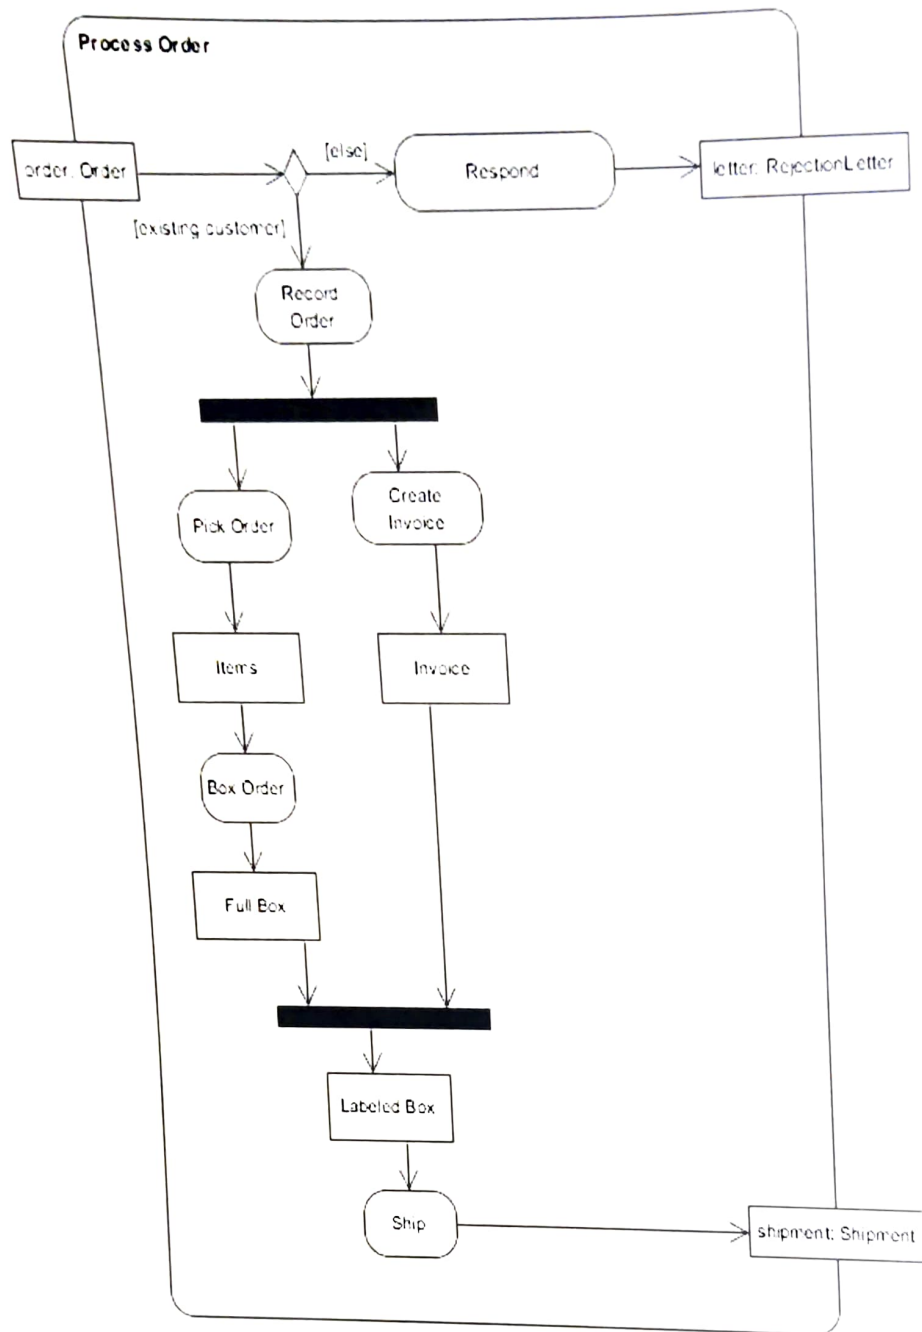 Process Order
order: Order
[else]
Respond
letter: RejectionLetter
[existing customer]
Record
Order
Pick Order
Create
Invoice
Items
Invoice
Box Order
Full Box
Labeled Box
Ship
shipment: Shipment